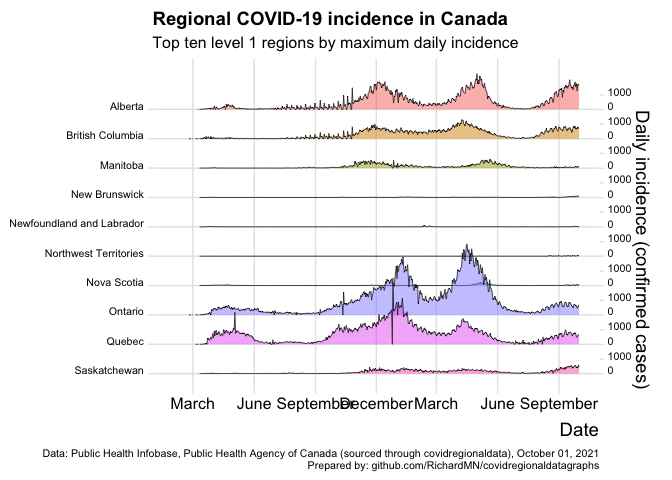 Regional COVID-19 incidence in Canada
Top ten level 1 regions by maximum daily incidence
Alberta
1000
0
British Columbia
1000
0
Manitoba
1000
0
New Brunswick
1000
0
Newfoundland and Labrador
1000
0
Northwest Territories
1000
0
Nova Scotia
1000
0
Ontario
1000
0
Quebec
1000
0
Saskatchewan
1000
0
Daily incidence (confirmed cases)
March June September December March June September
Date
Data: Public Health Infobase, Public Health Agency of Canada (sourced through covidregionaldata), October 01, 2021
Prepared by: github.com/RichardMN/covidregionaldatagraphs